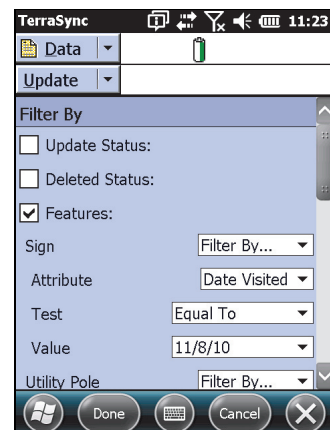 TerraSync 11:23
Data
Update
Filter By
Update Status:
Deleted Status:
Features:
Sign Filter By...
Attribute Date Visited
Test Equal To
Value 11/8/10
Utility Pole Filter By...
Done Cancel